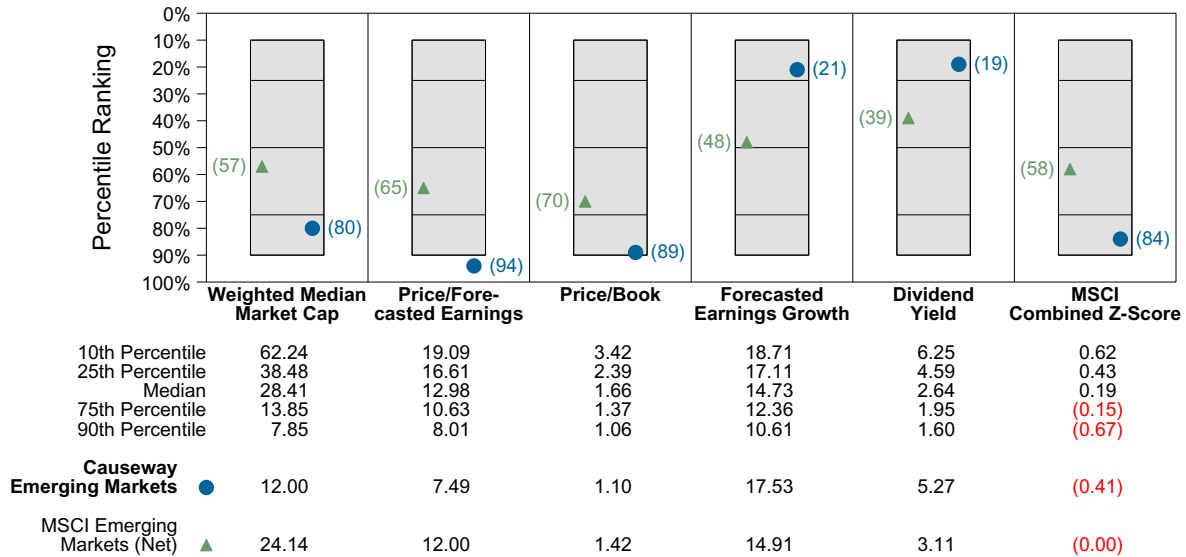 Percentile Ranking
0%
10%
20%
30%
40%
50%
60%
70%
80%
90%
100%
(57)
(80)
(65)
(94)
(70)
(89)
(48)
(21)
(39)
(19)
(58)
(84)
Weighted Median
Market Cap
Price/Fore-
casted Earnings
Price/Book
Forecasted
Earnings Growth
Dividend
Yield
MSCI
Combined Z-Score
10th Percentile 62.24 19.09 3.42 18.71 6.25 0.62
25th Percentile 38.48 16.61 2.39 17.11 4.59 0.43
Median 28.41 12.98 1.66 14.73 2.64 0.19
75th Percentile 13.85 10.63 1.37 12.36 1.95 (0.15)
90th Percentile 7.85 8.01 1.06 10.61 1.60 (0.67)
Causeway
Emerging Markets 12.00 7.49 1.10 17.53 5.27 (0.41)
MSCI Emerging
Markets (Net) 24.14 12.00 1.42 14.91 3.11 (0.00)